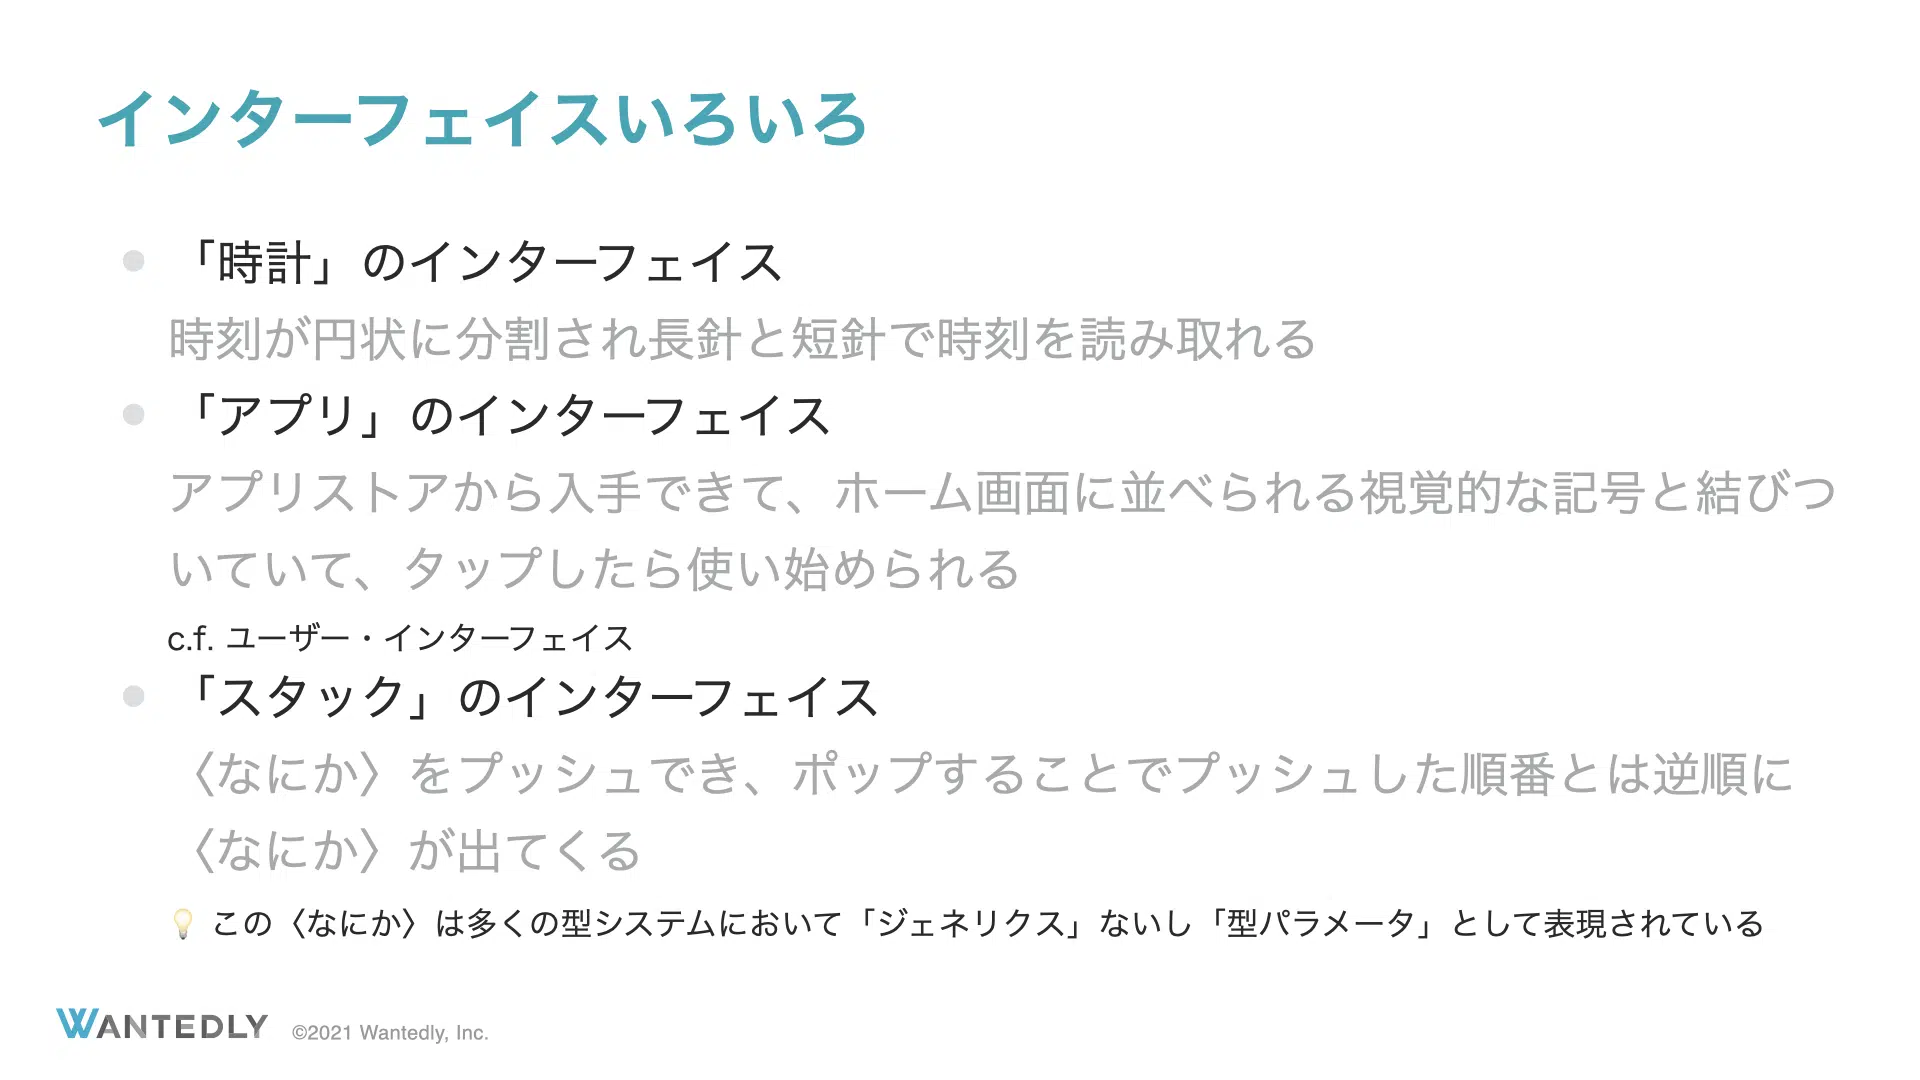 インターフェイスいろいろ
「時計」のインターフェイス
時刻が円状に分割され長針と短針で時刻を読み取れる
「アプリ」のインターフェイス
アプリストアから入手できて、ホーム画面に並べられる視覚的な記号と結びつ
いていて、タップしたら使い始められる
c.f. ユーザー・インターフェイス
「スタック」のインターフェイス
〈なにか〉をプッシュでき、ポップすることでプッシュした順番とは逆順に
〈なにか〉が出てくる
💡 この〈なにか〉は多くの型システムにおいて「ジェネリクス」ないし「型パラメータ」として表現されている
WANTEDLY ©2021 Wantedly, Inc.